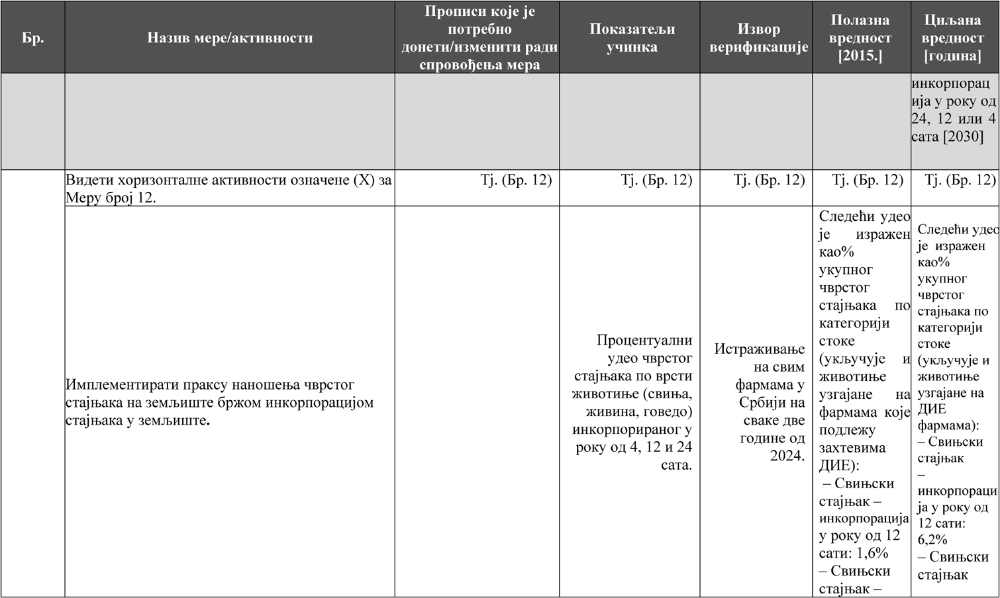 Бр.
Назив мере/активности
Прописи које је
потребно
донети/изменити ради
спровођења мера
Показатељи
учинка
Извор
верификације
Полазна
вредност
[2015.]
Циљана
вредност
[година]
инкорпорац
ија у року од
24, 12 или 4
сата [2030]
Видети хоризонталне активности означене (X) за
Меру број 12.
Тј. (Бр. 12)
Тј. (Бр. 12)
Тј. (Бр. 12)
Тј. (Бр. 12)
Тј. (Бр. 12)
Имплементирати праксу наношења чврстог
стајњака на земљиште бржом инкорпорацијом
стајњака у земљиште.
Процентуални
удео чврстог
стајњака по врсти
животиње (свиња,
живина, говедо)
инкорпорираног у
року од 4, 12 и 24
сата.
Истраживање
на свим
фармама у
Србији на
сваке две
године од
2024.
Следећи удео
је изражен
као%
укупног
чврстог
стајњака по
категорији
стоке
(укључује и
животиње
узгајане на
фармама које
подлежу
захтевима
ДИЕ):
– Свињски
стајњак –
инкорпорација
у року од 12
сати: 1,6%
– Свињски
стајњак –
Следећи удео
је изражен
као%
укупног
чврстог
стајњака по
категорији
стоке
(укључује и
животиње
узгајане на
ДИЕ
фармама):
– Свињски
стајњак
–
инкорпораци
ја у року од
12 сати:
6,2%
– Свињски
стајњак